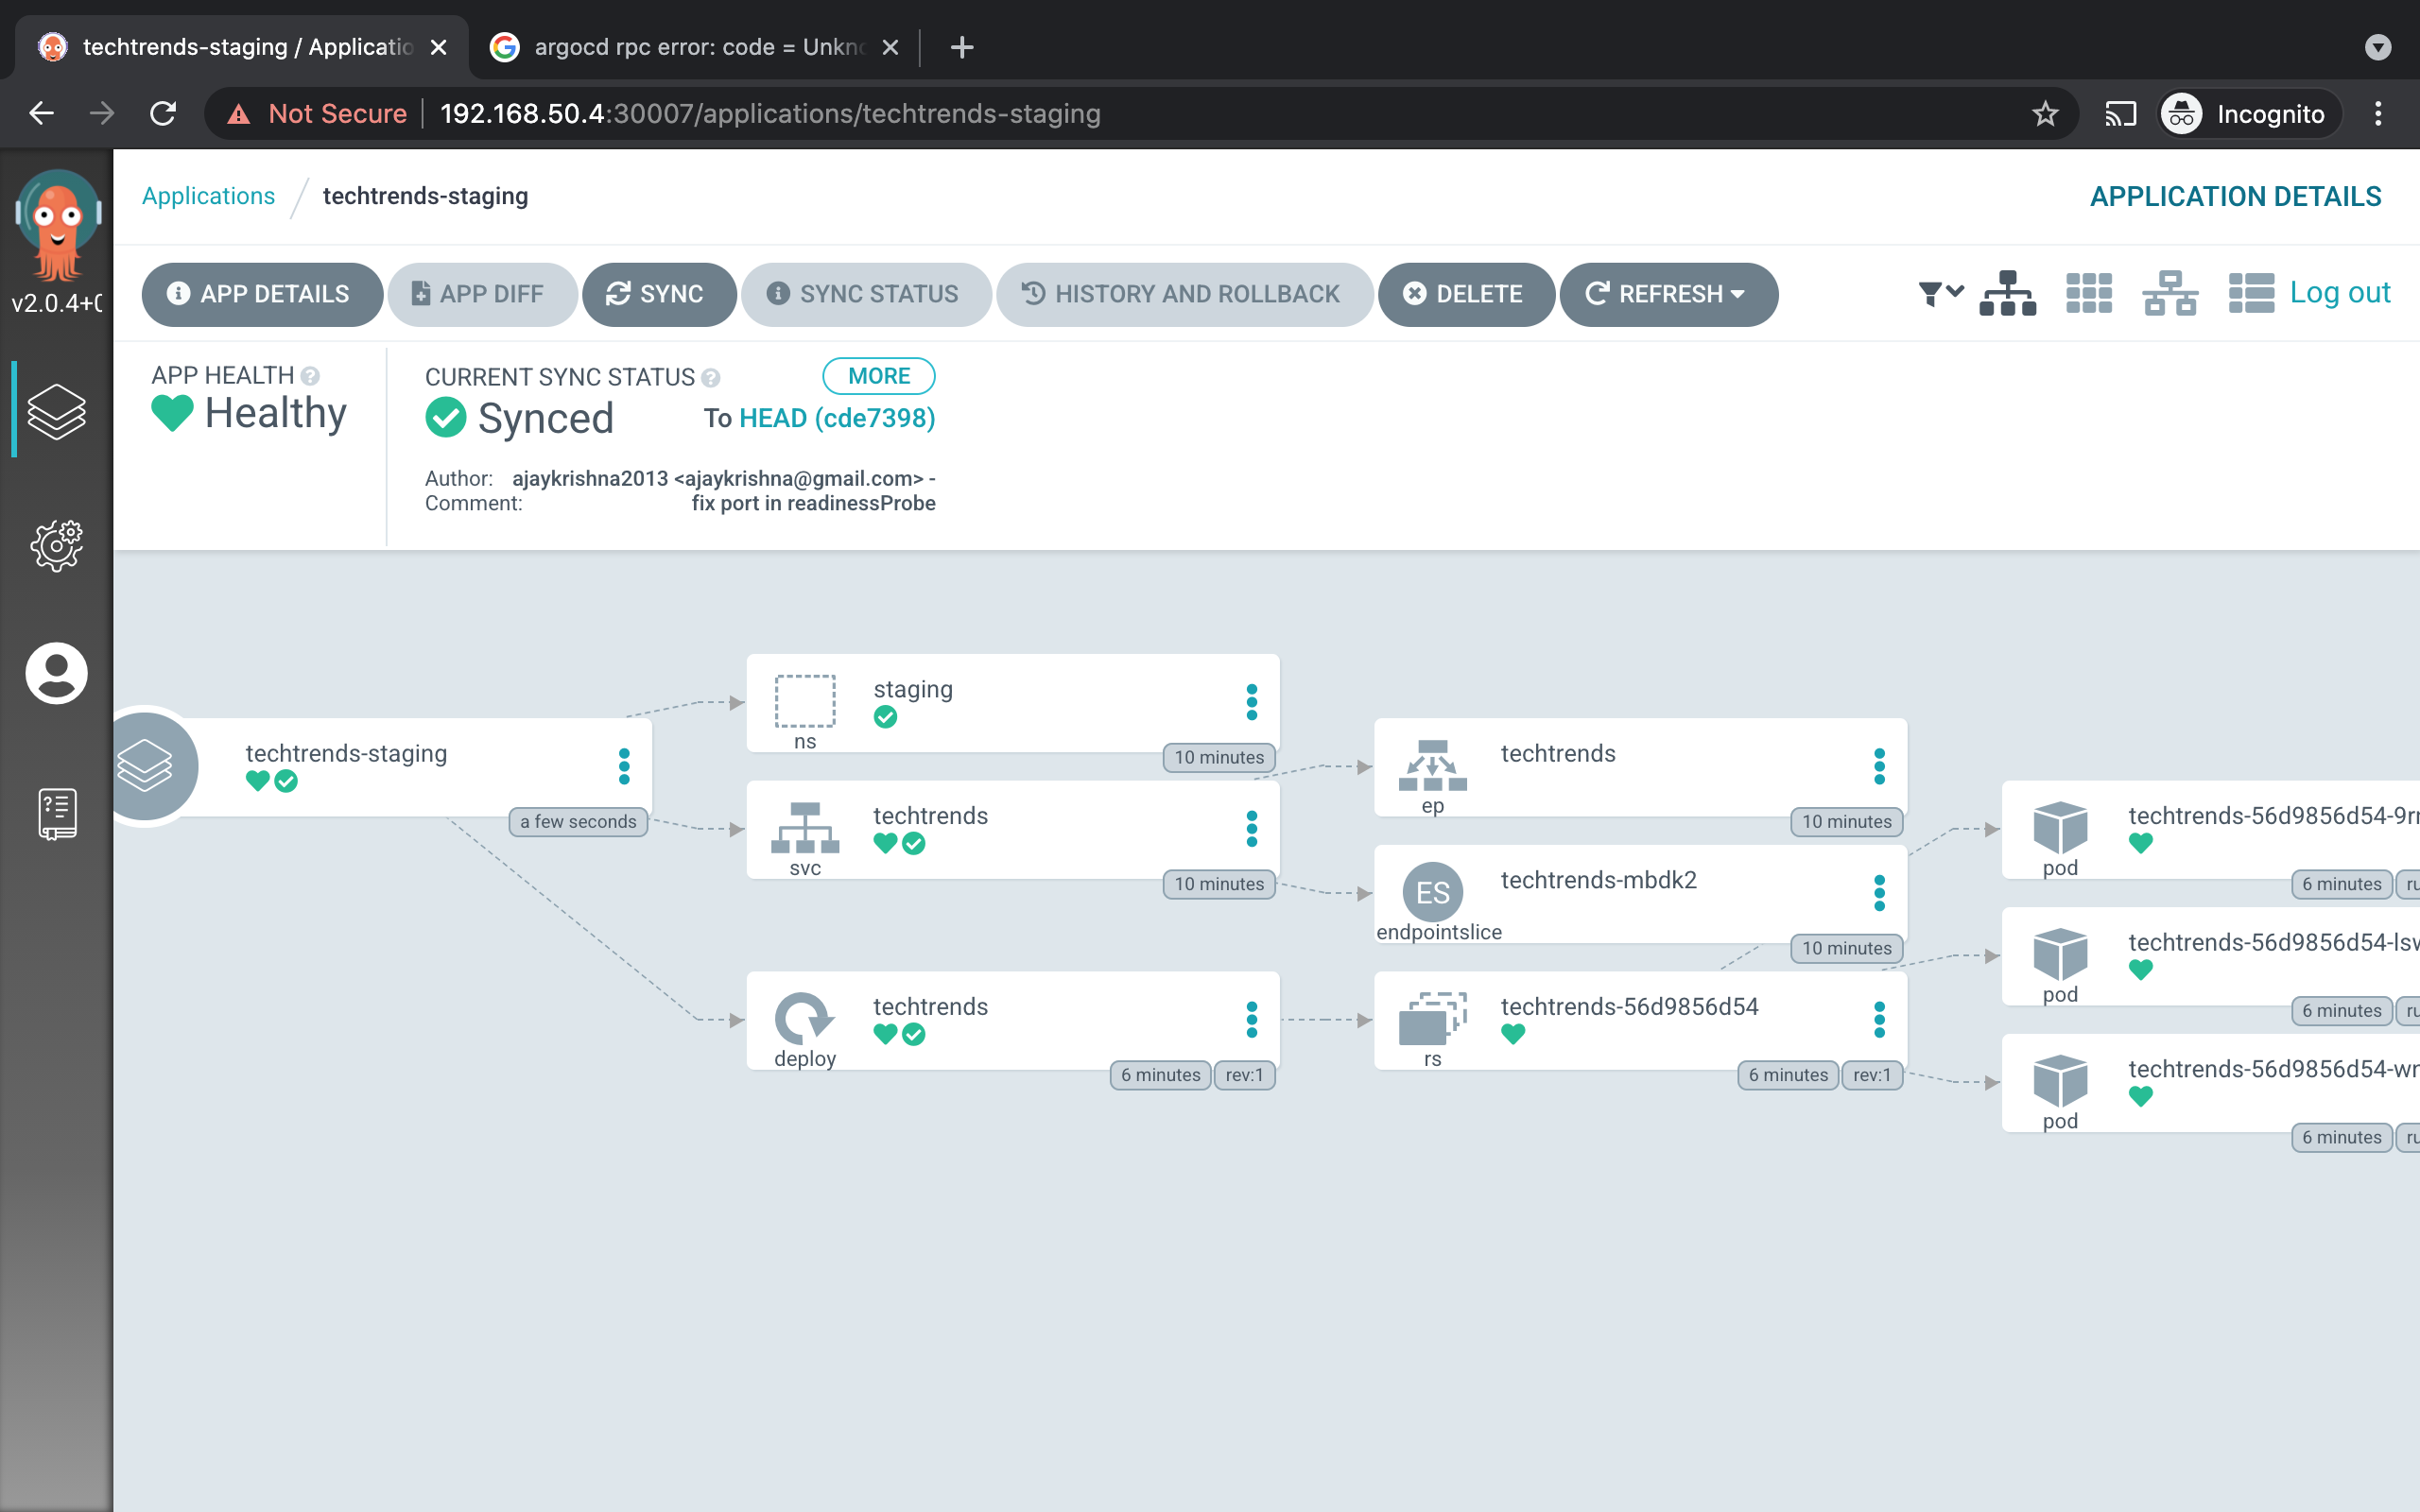 techtrends-staging / Applicatio
argocd rpc error: code = Unkno
Not Secure
192.168.50.4:30007/applications/techtrends-staging
Incognito
v2.0.4+
Applications
techtrends-staging
APPLICATION DETAILS
APP DETAILS
APP DIFF
SYNC
SYNC STATUS
HISTORY AND ROLLBACK
DELETE
REFRESH
Log out
APP HEALTH
Healthy
CURRENT SYNC STATUS
MORE
Synced
To HEAD (cde7398)
Author: ajaykrishna2013 <ajaykrishna@gmail.com> -
Comment: fix port in readinessProbe
techtrends-staging
a few seconds
staging
ns
10 minutes
techtrends
svc
10 minutes
techtrends
deploy
6 minutes
rev:1
techtrends
ep
10 minutes
ES
techtrends-mbdk2
endpointslice
10 minutes
techtrends-56d9856d54
rs
6 minutes
rev:1
techtrends-56d9856d54-9r
pod
6 minutes
ru
techtrends-56d9856d54-lsw
pod
6 minutes
ru
techtrends-56d9856d54-w
pod
6 minutes
ru